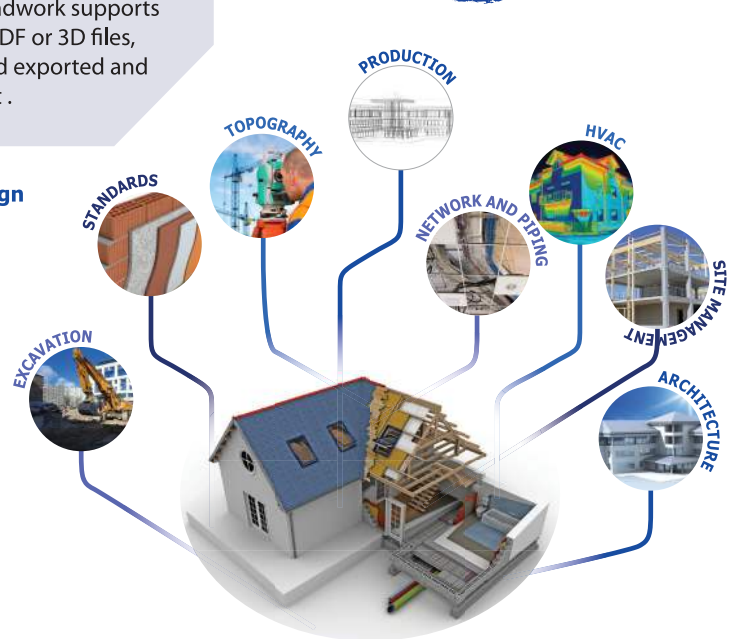 dwork supports
DF or 3D files,
d exported and
t .
gn
PRODUCTION
TOPOGRAPHY
HVAC
STANDARDS
NETWORK AND PIPING
SITE MANAGEMENT
EXCAVATION
ARCHITECTURE